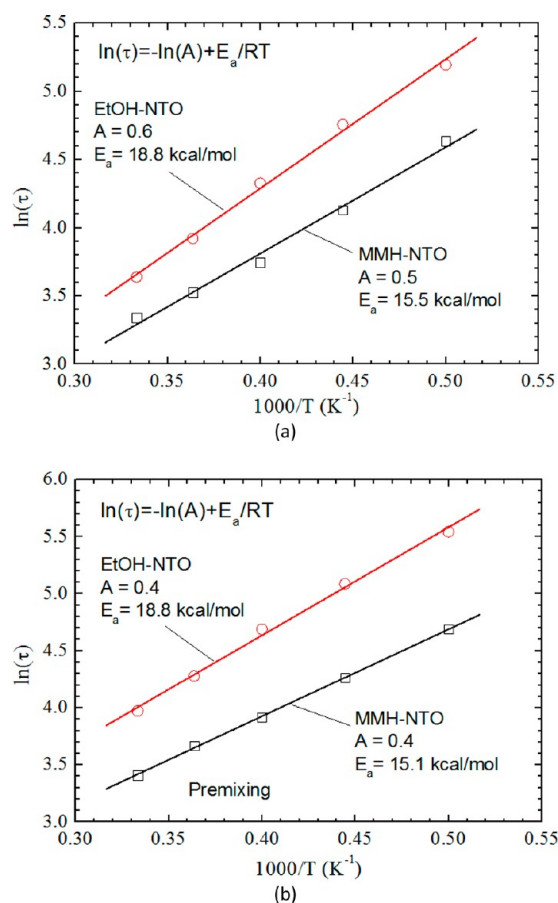 5.5
5.0
4.5
4.0
3.5
3.0
ln(τ)
ln(τ)=-ln(A)+Eₐ/RT
EtOH-NTO
A = 0.6
Eₐ= 18.8 kcal/mol
MMH-NTO
A = 0.5
Eₐ= 15.5 kcal/mol
0.30 0.35 0.40 0.45 0.50 0.55
1000/T (K⁻¹)
(a)
6.0
5.5
5.0
4.5
4.0
3.5
3.0
ln(τ)
ln(τ)=-ln(A)+Eₐ/RT
EtOH-NTO
A = 0.4
Eₐ= 18.8 kcal/mol
MMH-NTO
A = 0.4
Eₐ= 15.1 kcal/mol
Premixing
0.30 0.35 0.40 0.45 0.50 0.55
1000/T (K⁻¹)
(b)